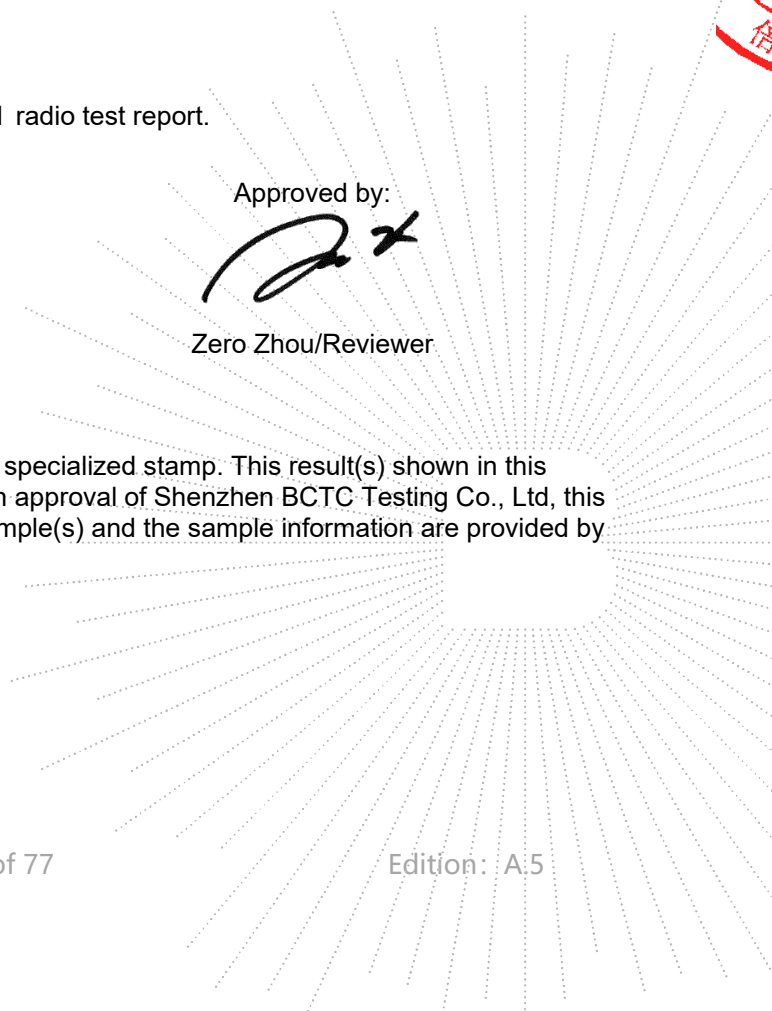 倍
radio test report.
Approved by:
Zero Zhou/Reviewer
specialized stamp. This result(s) shown in this
approval of Shenzhen BCTC Testing Co., Ltd, this
mple(s) and the sample information are provided by
of 77
Edition： A.5